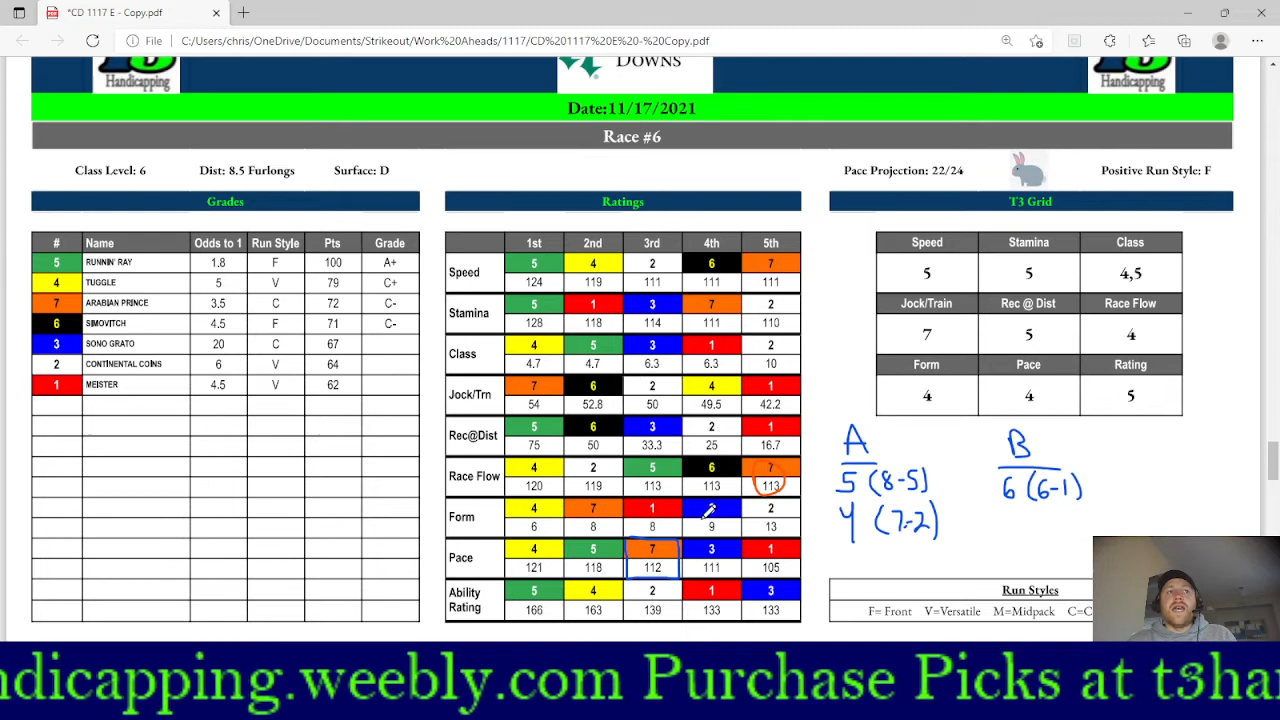 *CD 1117 E - Copy.pdf
File C:/Users/chris/OneDrive/Documents/Strikeout/Work%20Aheads/1117/CD%201117%20E%20-%20Copy.pdf
Handicapping DOWNS Handicapping
Date:11/17/2021
Race #6
Class Level: 6 Dist: 8.5 Furlongs Surface: D Pace Projection: 22/24 Positive Run Style: F
Grades Ratings T3 Grid
# Name Odds to 1 Run Style Pts Grade
5 RUNNIN' RAY 1.8 F 100 A+
4 TUGGLE 5 V 79 C+
7 ARABIAN PRINCE 3.5 C 72 C-
6 SIMOVITCH 4.5 F 71 C-
3 SONO GRATO 20 C 67
2 CONTINENTAL COINS 6 V 64
1 MEISTER 4.5 V 62
1st 2nd 3rd 4th 5th
Speed 5 4 2 6 7
124 119 111 111 111
Stamina 5 1 3 7 2
128 118 114 111 110
Class 4 5 3 1 2
4.7 4.7 6.3 6.3 10
Jock/Trn 7 6 2 4 1
54 52.8 50 49.5 42.2
Rec@Dist 5 6 3 2 1
75 50 33.3 25 16.7
Race Flow 4 2 5 6 7
120 119 113 113 113
Form 4 7 1 2
6 8 8 9 13
Pace 4 5 7 3 1
121 118 112 111 105
Ability Rating 5 4 2 1 3
166 163 139 133 133
Speed Stamina Class
5 5 4,5
Jock/Train Rec @ Dist Race Flow
7 5 4
Form Pace Rating
4 4 5
A B
5 (8-5) 6 (6-1)
4 (7-2)
Run Styles
F= Front V=Versatile M=Midpack C=C
ndicapping.weebly.com Purchase Picks at t3ha